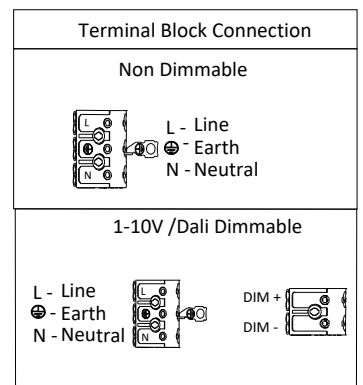 Terminal Block Connection
Non Dimmable
L
N
L - Line
⏚ - Earth
N - Neutral
1-10V /Dali Dimmable
L - Line
⏚ - Earth
N - Neutral
L
N
DIM +
DIM -